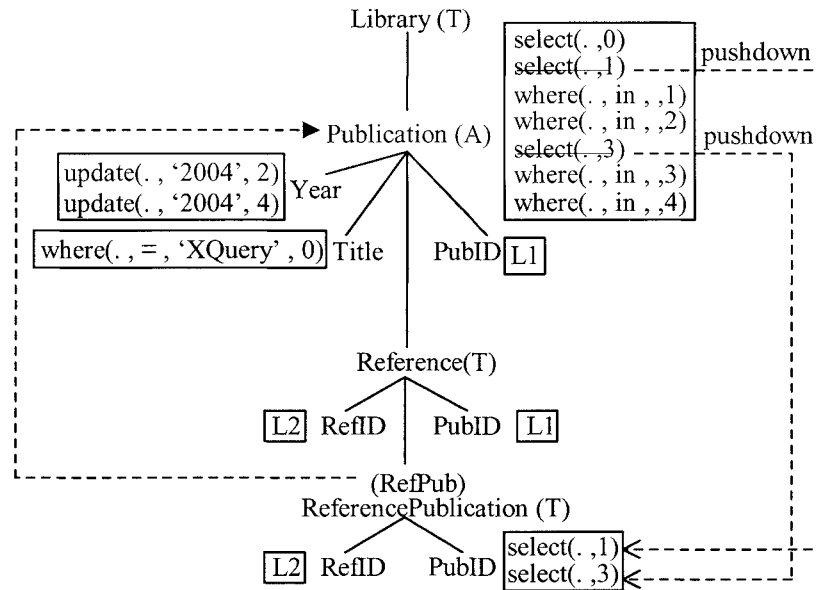 Library (T)
select(. ,0)
select(. ,1)
where(. , in , ,1)
where(. , in , ,2)
select(. ,3)
where(. , in , ,3)
where(. , in , ,4)
pushdown
pushdown
Publication (A)
update(. , ‘2004’, 2)
update(. , ‘2004’, 4)
Year
where(. , = , ‘XQuery’ , 0)
Title
PubID
L1
Reference(T)
L2
RefID
PubID
L1
(RefPub)
ReferencePublication (T)
L2
RefID
PubID
select(. ,1)
select(. ,3)